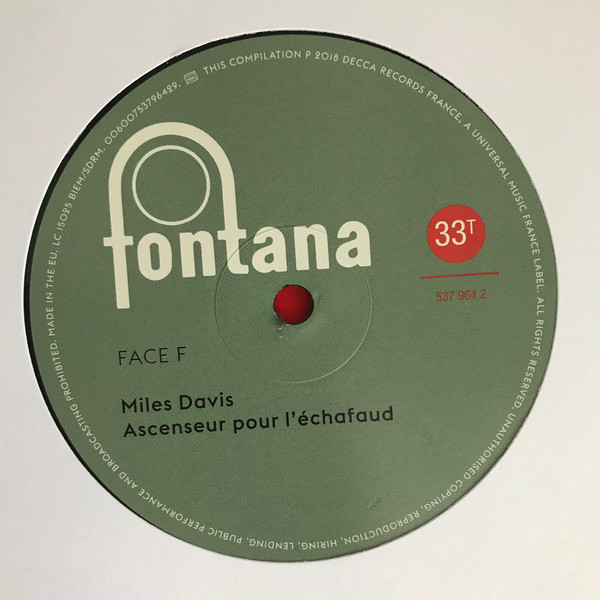 fontana
33T
537 964 2
FACE F
Miles Davis
Ascenseur pour l'échafaud
00600753796429. THIS COMPILATION P 2018 DECCA RECORDS FRANCE, A UNIVERSAL MUSIC FRANCE LABEL. ALL RIGHTS RESERVED. UNAUTHORISED COPYING, REPRODUCTION, HIRING, LENDING, PUBLIC PERFORMANCE AND BROADCASTING PROHIBITED. MADE IN THE EU. LC 15025 BIEM/SDRM.